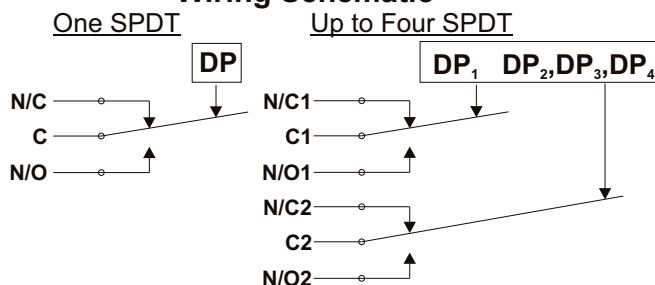 Wiring Schematic
One SPDT
Up to Four SPDT
DP
DP1 DP2,DP3,DP4
N/C
C
N/O
N/C1
C1
N/O1
N/C2
C2
N/O2